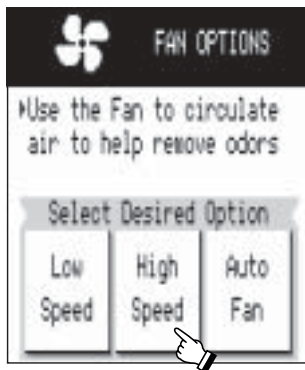 FAN OPTIONS
Use the Fan to circulate
air to help remove odors
Select Desired Option
Low Speed
High Speed
Auto Fan